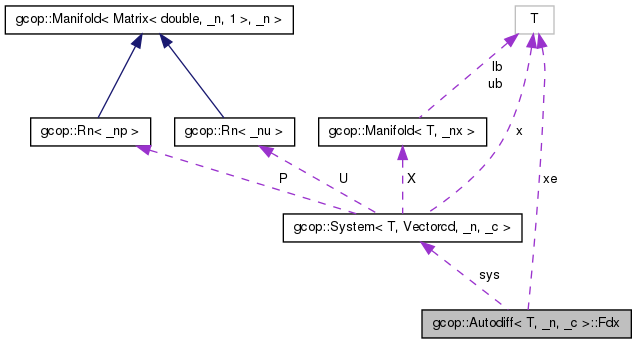 gcop::Manifold< Matrix< double, _n, 1 >, _n >
T
lb
ub
gcop::Rn< _np >
gcop::Rn< _nu >
gcop::Manifold< T, _nx >
x
P
U
X
xe
gcop::System< T, Vectorcd, _n, _c >
sys
gcop::Autodiff< T, _n, _c >::Fdx